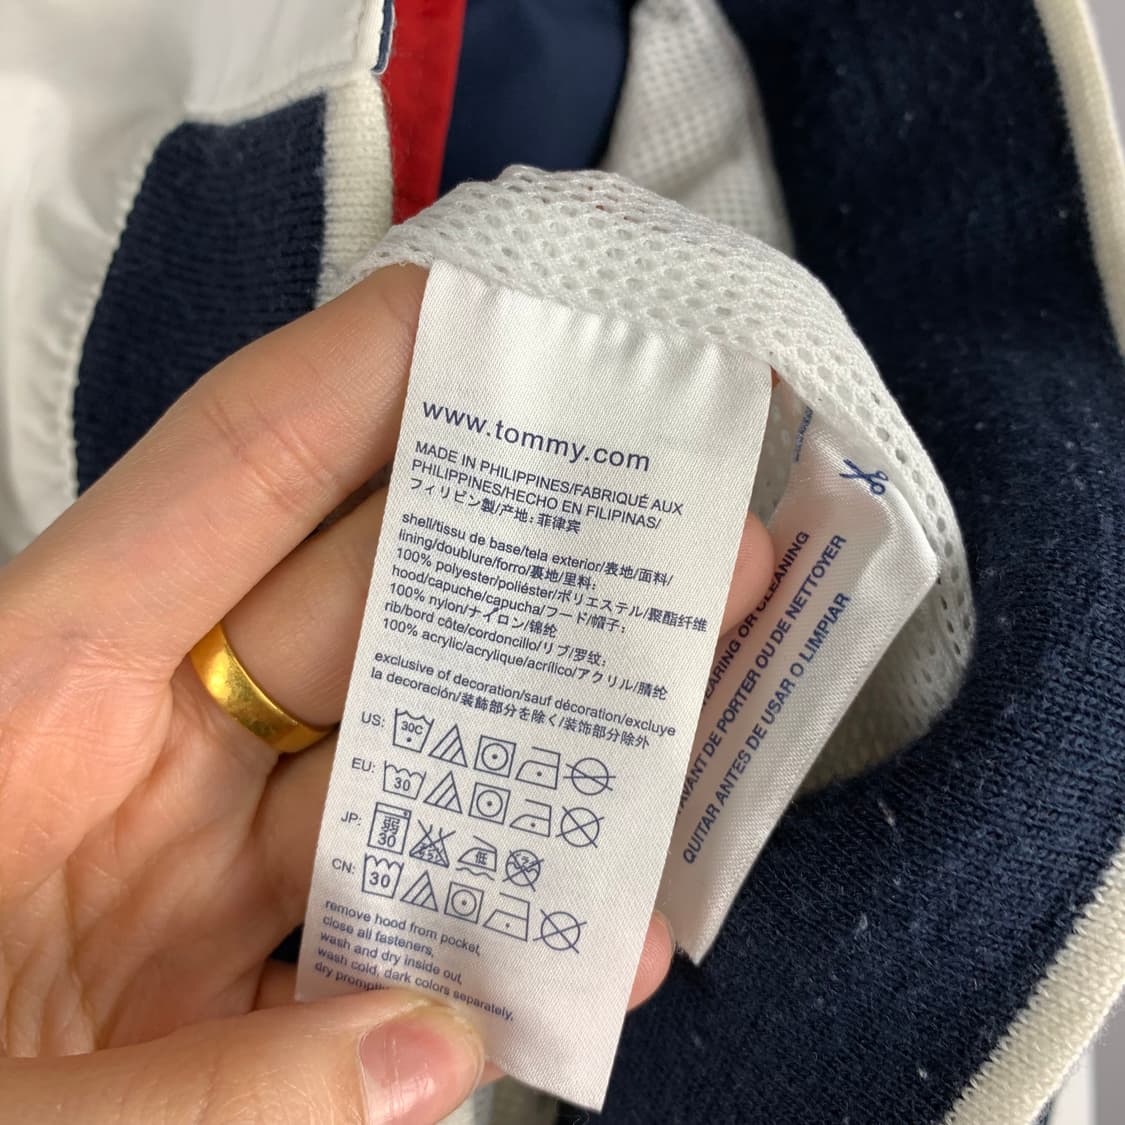 www.tommy.com
MADE IN PHILIPPINES/FABRIQUÉ AUX
PHILIPPINES/HECHO EN FILIPINAS/
フィリピン製/产地: 菲律宾
shell/tissu de base/tela exterior/表地/面料/
lining/doublure/forro/裏地/里料:
100% polyester/poliéster/ポリエステル/聚酯纤维
hood/capuche/capucha/フード/帽子:
100% nylon/ナイロン/锦纶
rib/bord côte/cordoncillo/リブ/罗纹:
100% acrylic/acrylique/acrílico/アクリル/腈纶
exclusive of decoration/sauf décoration/excluye
la decoración/装飾部分を除く/装饰部分除外
US: 30C
EU: 30
JP: 弱 30 低
CN: 30
remove hood from pocket,
close all fasteners,
wash and dry inside out,
wash cold, dark colors separately,
dry
OR CLEANING
AVANT DE PORTER OU DE NETTOYER
QUITAR ANTES DE USAR O LIMPIAR